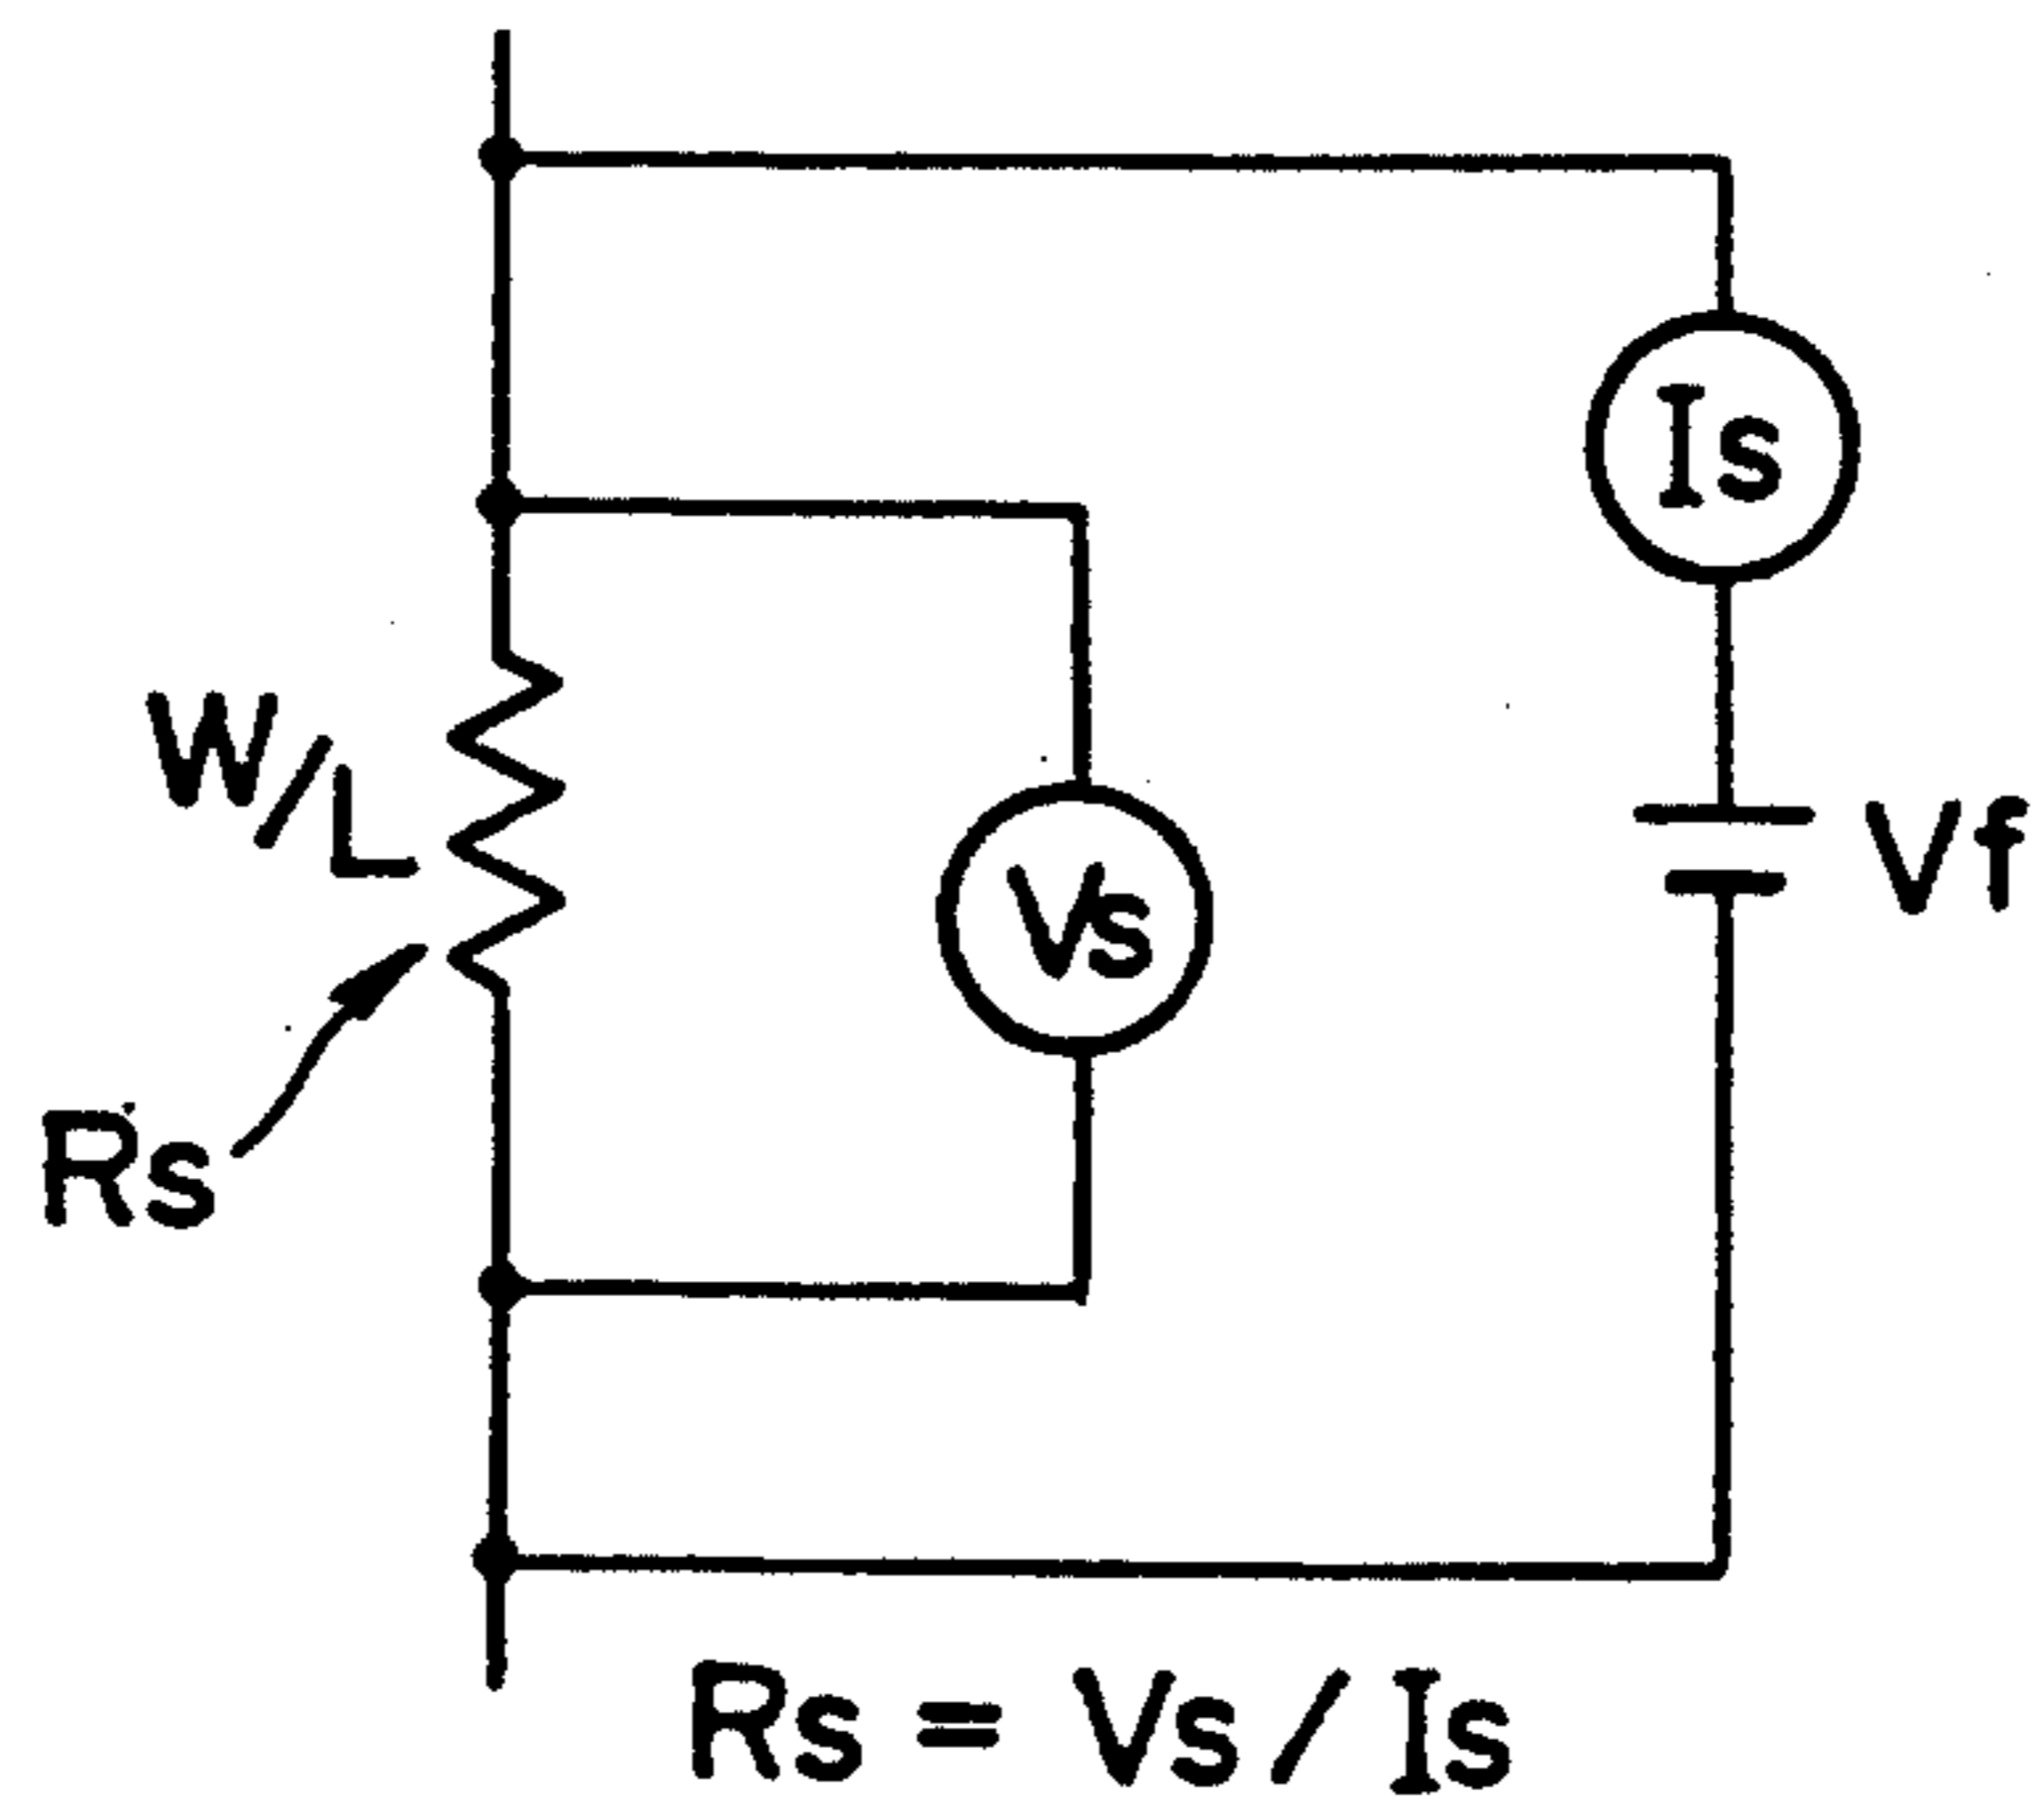 Is
W/L
Vs
Vf
Rs
Rs = Vs / Is